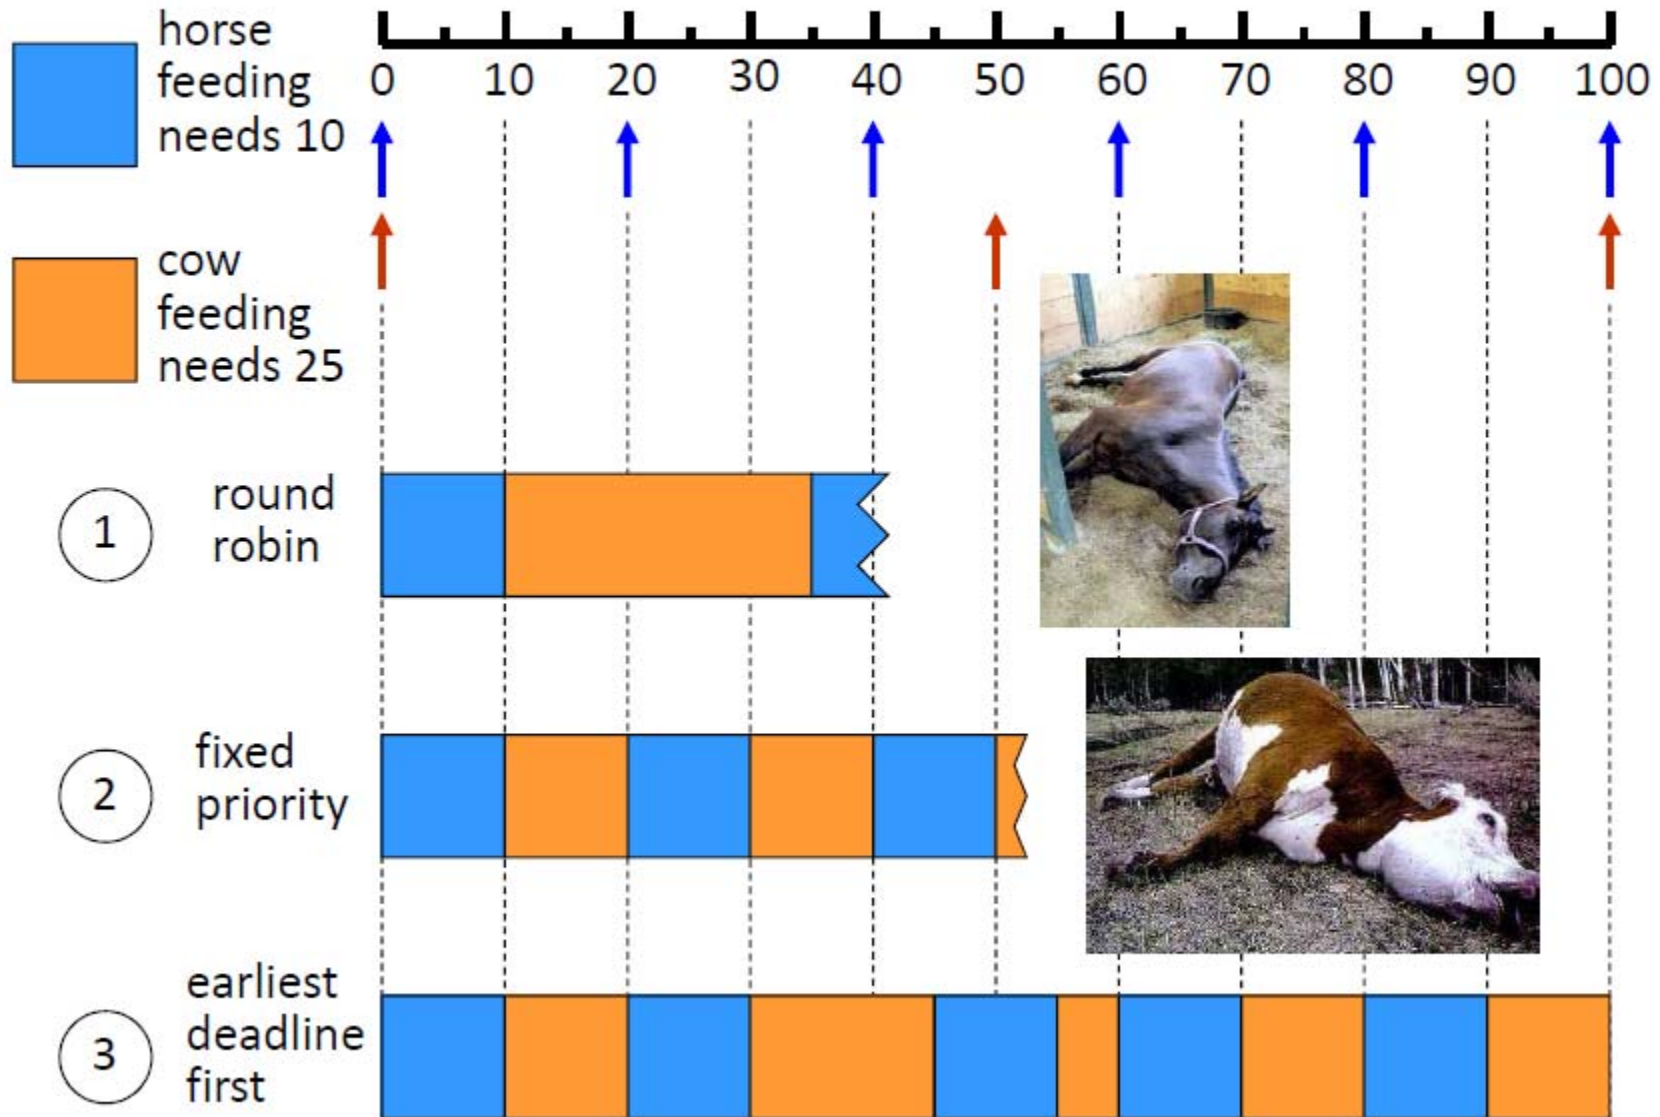 horse
feeding
needs 10
0 10 20 30 40 50 60 70 80 90 100
cow
feeding
needs 25
1
round
robin
2
fixed
priority
3
earliest
deadline
first